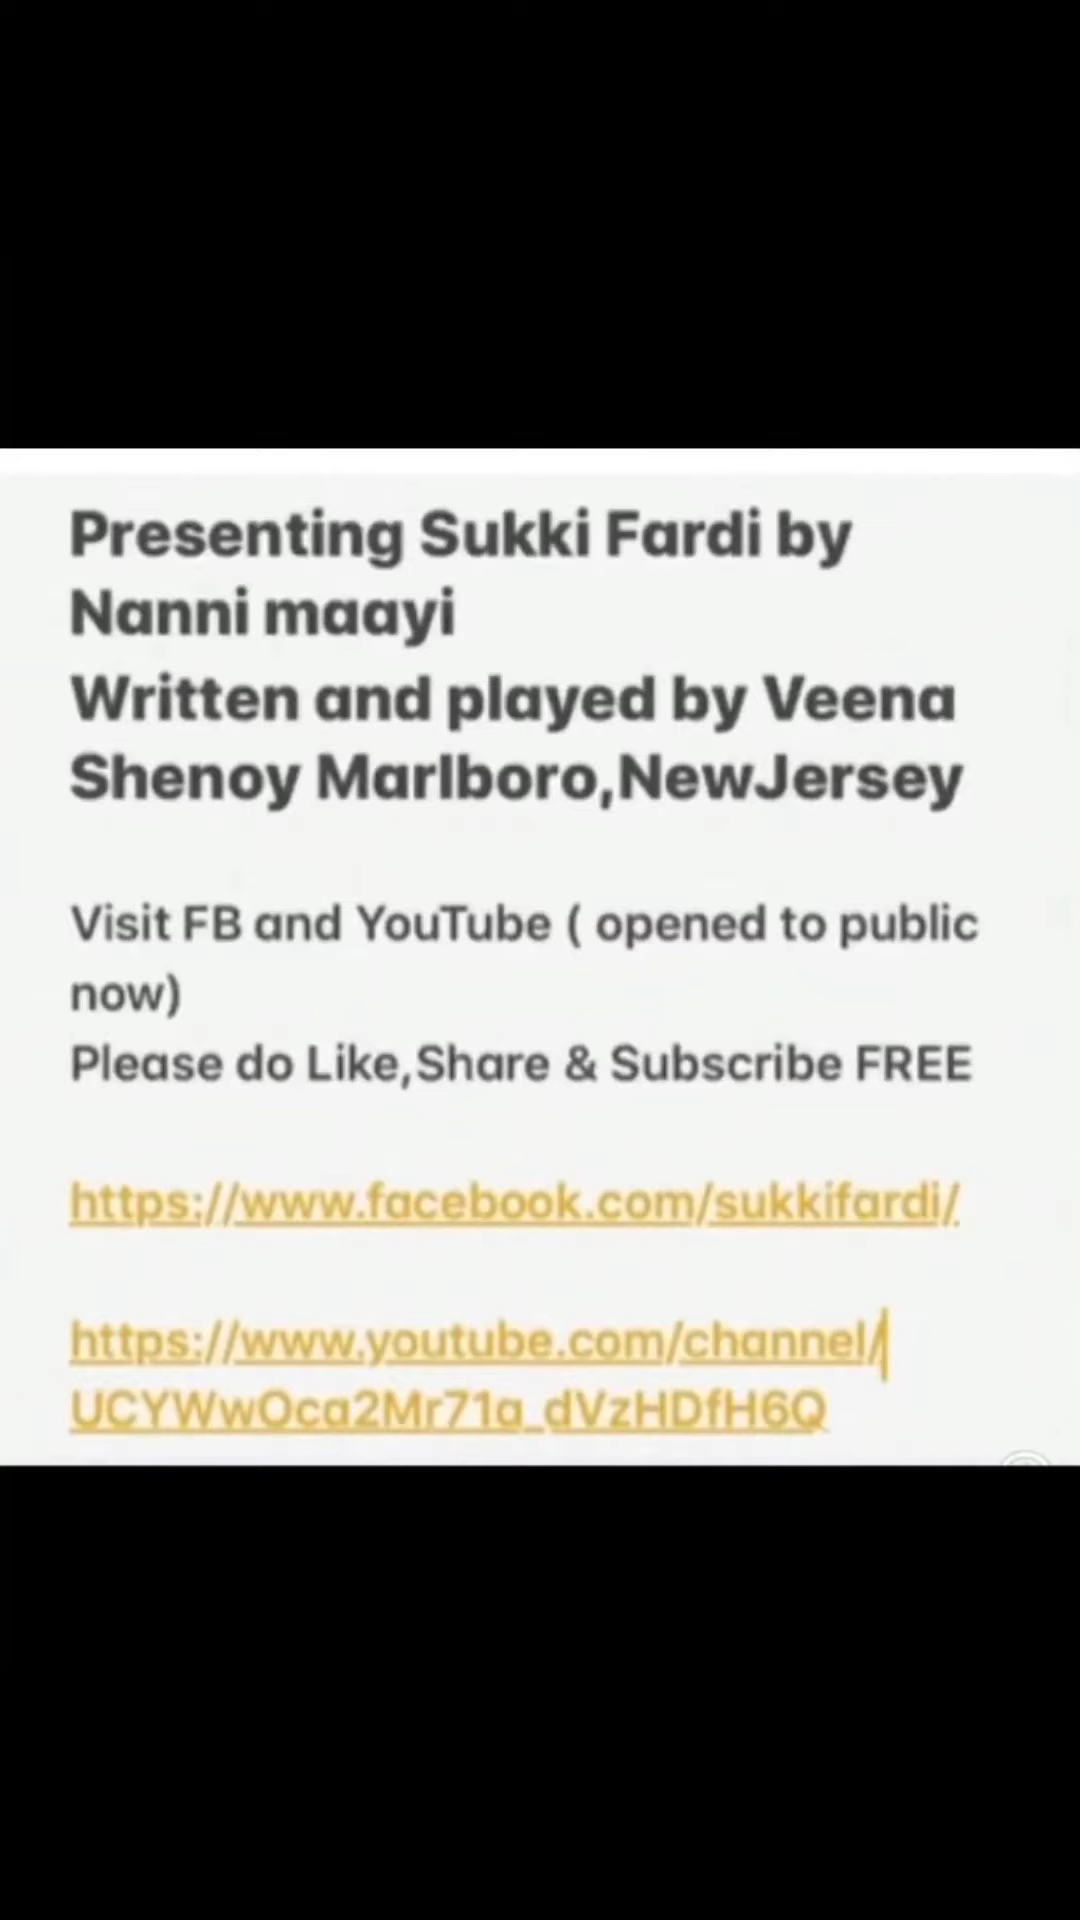 Presenting Sukki Fardi by
Nanni maayi
Written and played by Veena
Shenoy Marlboro,NewJersey
Visit FB and YouTube ( opened to public
now)
Please do Like,Share & Subscribe FREE
https://www.facebook.com/sukkifardi/
https://www.youtube.com/channel/
UCYWwOca2Mr71a_dVzHDfH6Q